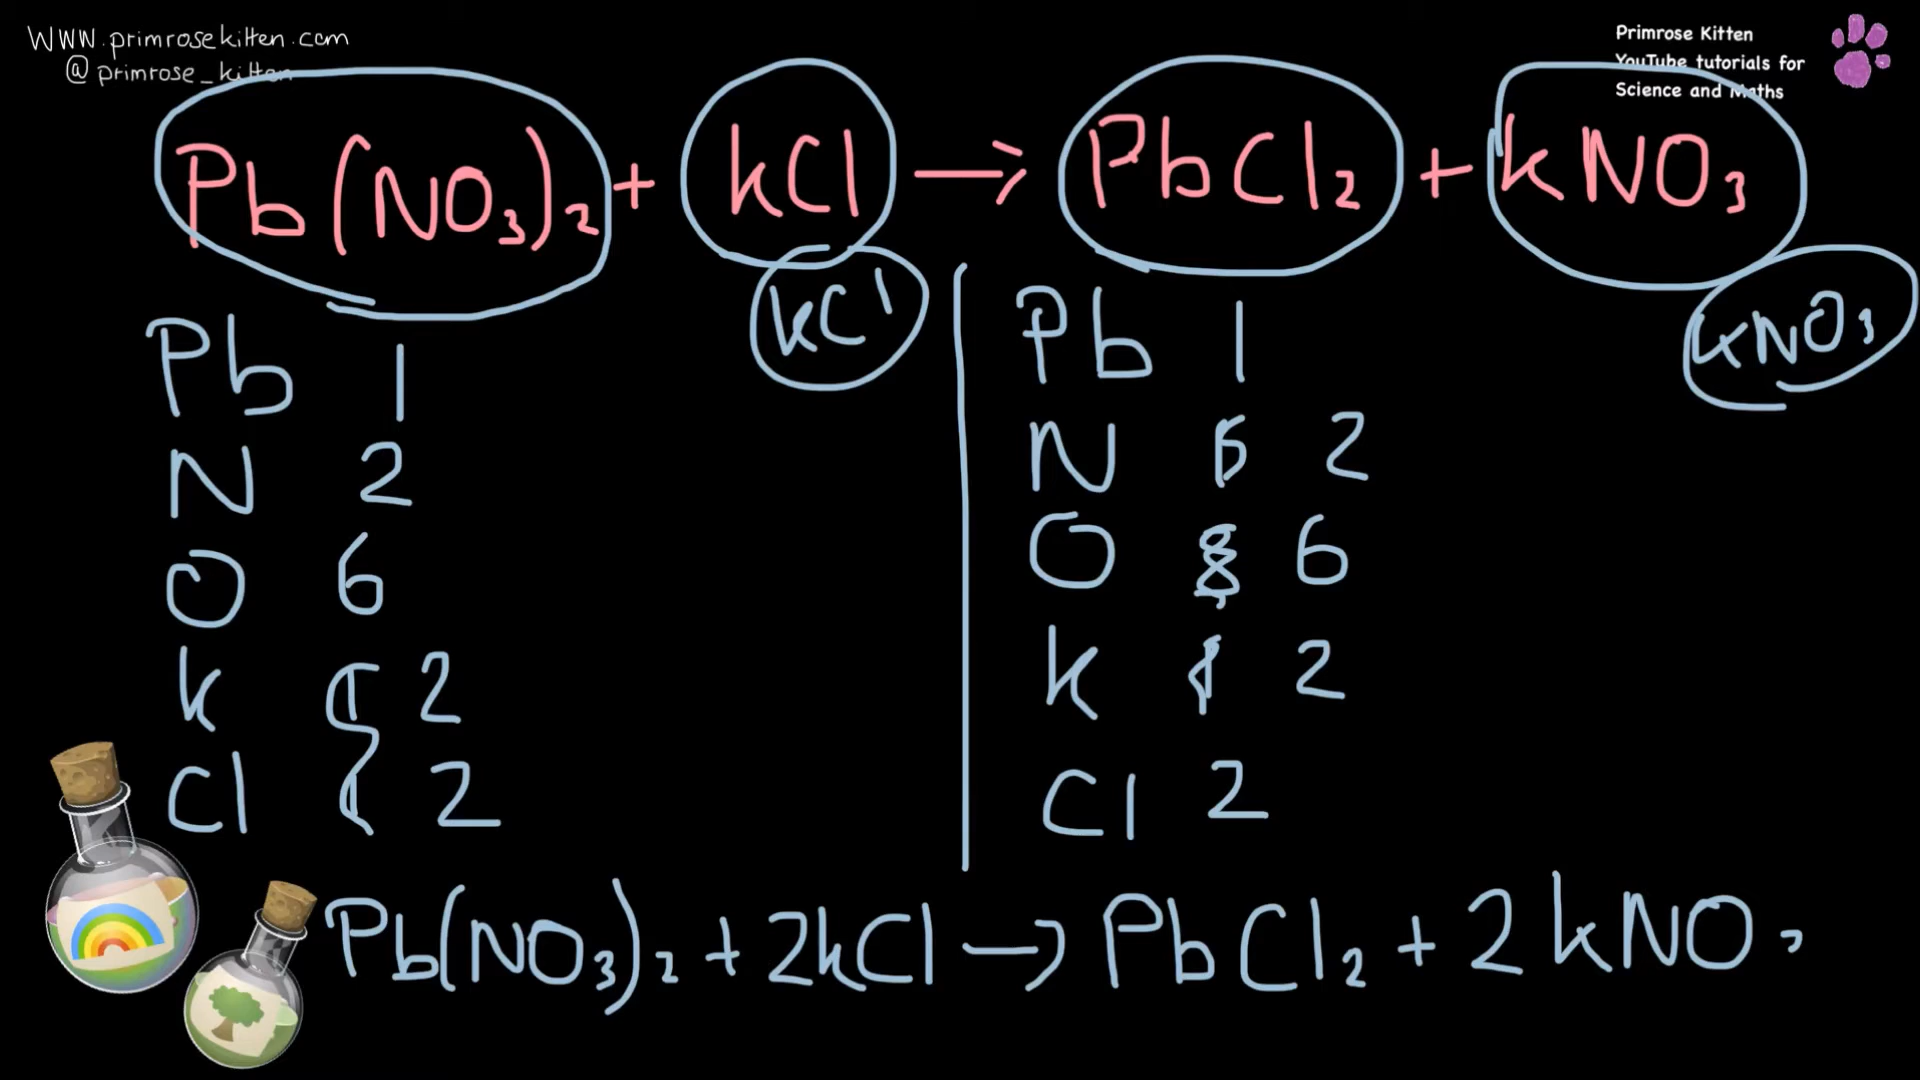 WWW.primrosekitten.com
@primrose_kitten
Primrose Kitten
YouTube tutorials for
Science and Maths
Pb(NO₃)₂ + kCl → PbCl₂ + kNO₃
kCl
kNO₃
Pb 1
N 2
O 6
k 2
Cl 2
Pb 1
N 2
O 6
k 2
Cl 2
Pb(NO₃)₂ + 2kCl → PbCl₂ + 2kNO